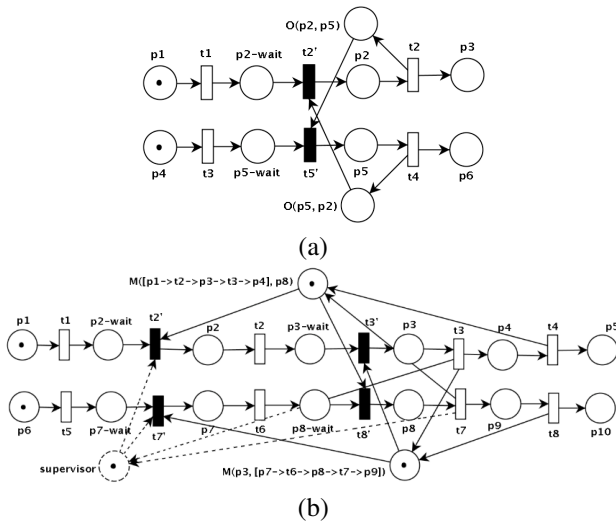 O(p2, p5)
p1 t1 p2-wait t2' p2 t2 p3
p4 t3 p5-wait t5' p5 t4 p6
O(p5, p2)
(a)
M([p1->t2->p3->t3->p4], p8)
p1 t1 p2-wait t2' p2 t2 p3-wait t3' p3 t3 p4 t4 p5
p6 t5 p7-wait t7' p7 t6 p8-wait t8' p8 t7 p9 t8 p10
supervisor
M(p3, [p7->t6->p8->t7->p9])
(b)